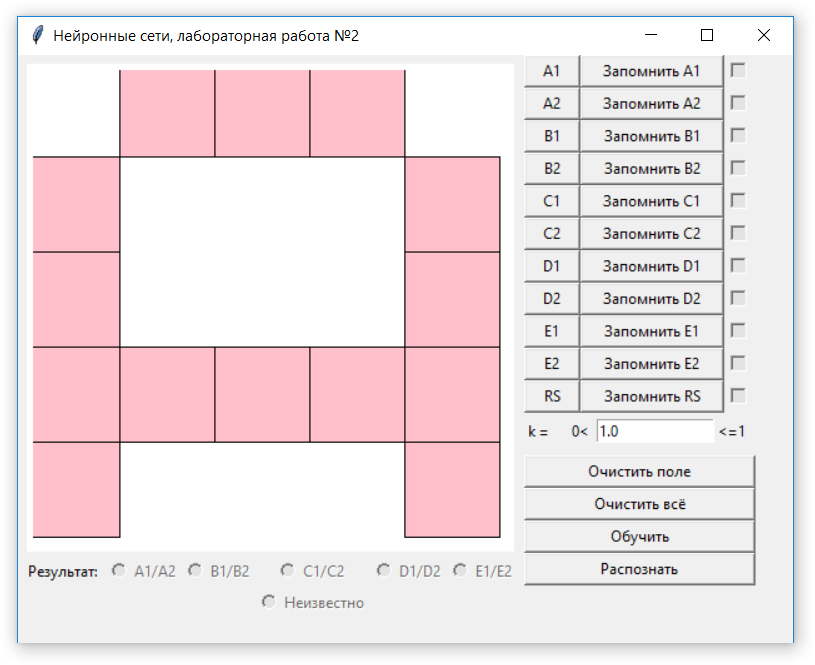 Нейронные сети, лабораторная работа №2
A1 Запомнить A1
A2 Запомнить A2
B1 Запомнить B1
B2 Запомнить B2
C1 Запомнить C1
C2 Запомнить C2
D1 Запомнить D1
D2 Запомнить D2
E1 Запомнить E1
E2 Запомнить E2
RS Запомнить RS
k = 0< 1.0 <=1
Очистить поле
Очистить всё
Обучить
Распознать
Результат: A1/A2 B1/B2 C1/C2 D1/D2 E1/E2
Неизвестно